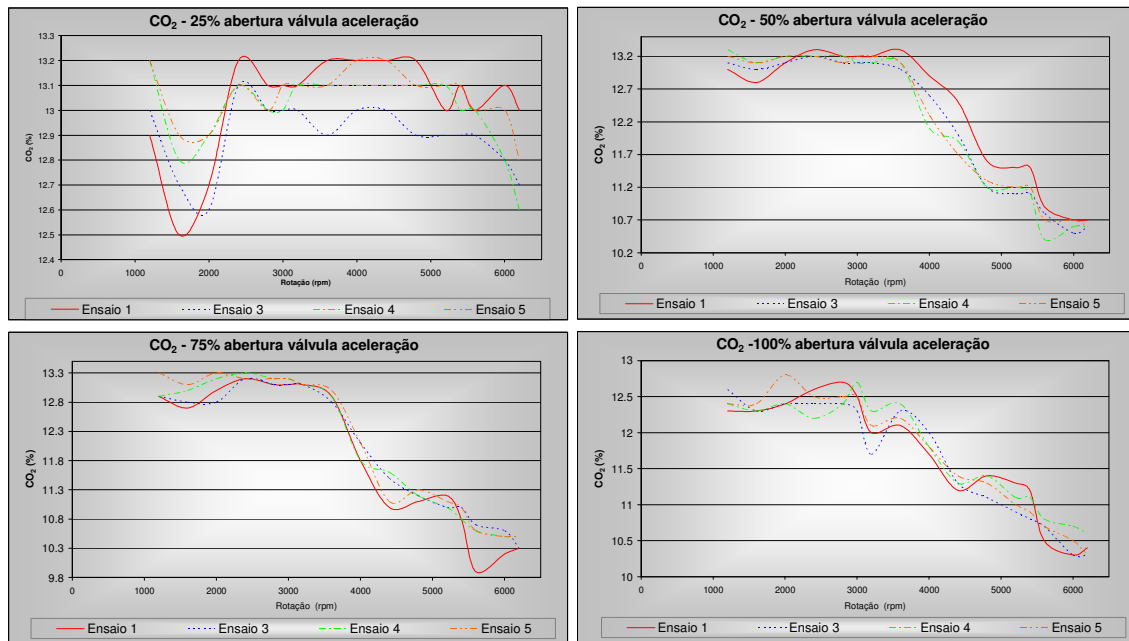 CO₂ - 25% abertura válvula aceleração
13.3
13.2
13.1
13
12.9
12.8
12.7
12.6
12.5
12.4
CO₂ (%)
0 1000 2000 3000 4000 5000 6000
Rotação (rpm)
Ensaio 1 Ensaio 3 Ensaio 4 Ensaio 5
CO₂ - 50% abertura válvula aceleração
13.2
12.7
12.2
11.7
11.2
10.7
10.2
CO₂ (%)
0 1000 2000 3000 4000 5000 6000
Rotação (rpm)
Ensaio 1 Ensaio 3 Ensaio 4 Ensaio 5
CO₂ - 75% abertura válvula aceleração
13.3
12.8
12.3
11.8
11.3
10.8
10.3
9.8
CO₂ (%)
0 1000 2000 3000 4000 5000 6000
Rotação (rpm)
Ensaio 1 Ensaio 3 Ensaio 4 Ensaio 5
CO₂ -100% abertura válvula aceleração
13
12.5
12
11.5
11
10.5
10
CO₂ (%)
0 1000 2000 3000 4000 5000 6000
Rotação (rpm)
Ensaio 1 Ensaio 3 Ensaio 4 Ensaio 5